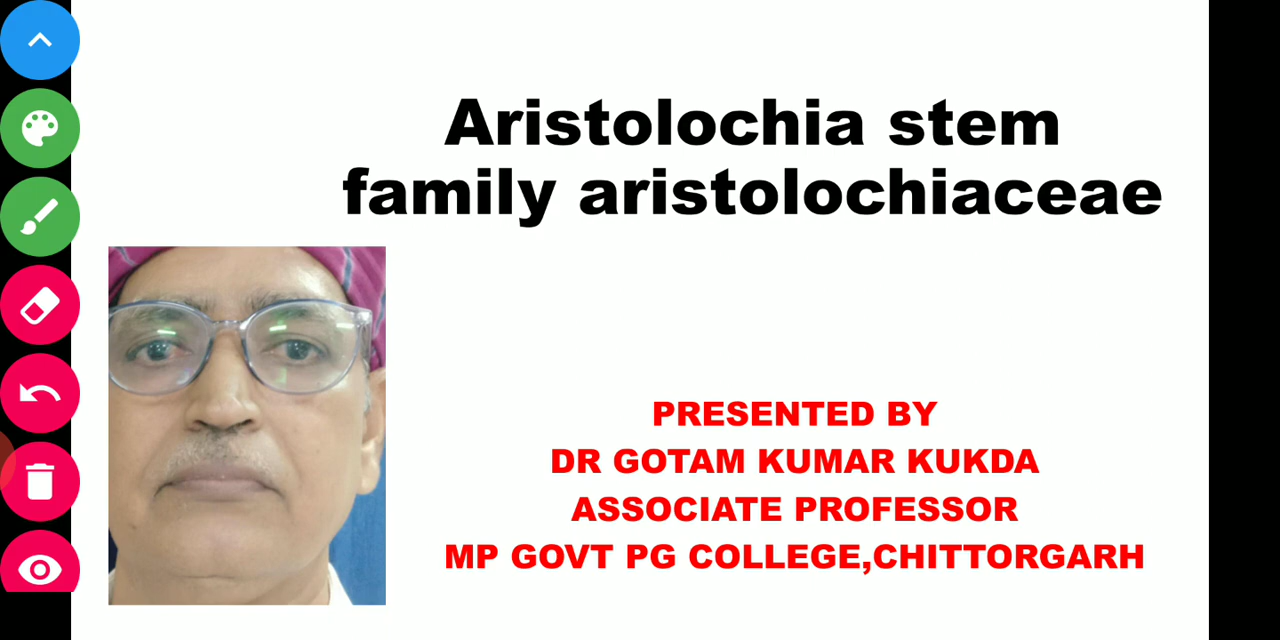 Aristolochia stem
family aristolochiaceae
PRESENTED BY
DR GOTAM KUMAR KUKDA
ASSOCIATE PROFESSOR
MP GOVT PG COLLEGE,CHITTORGARH